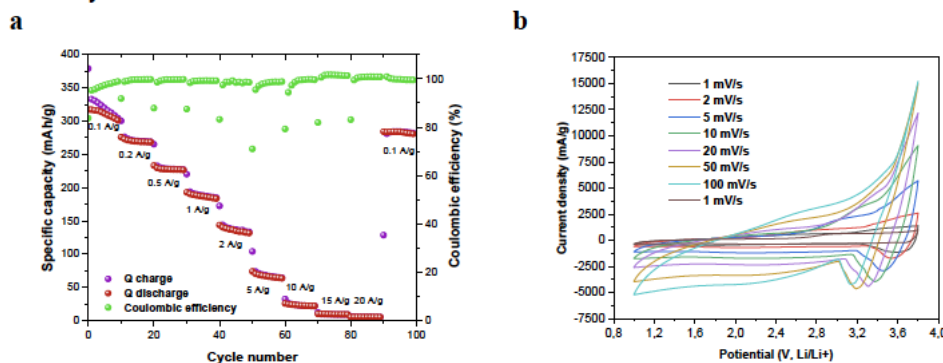 a
b
Specific capacity (mAh/g)
400
350
300
250
200
150
100
50
0
0.1 A/g
0.2 A/g
0.5 A/g
1 A/g
2 A/g
5 A/g
10 A/g
15 A/g 20 A/g
0.1 A/g
Q charge
Q discharge
Coulombic efficiency
0 20 40 60 80 100
Cycle number
100
80
60
40
20
0
Coulombic efficiency (%)
Current density (mA/g)
17500
15000
12500
10000
7500
5000
2500
0
-2500
-5000
-7500
1 mV/s
2 mV/s
5 mV/s
10 mV/s
20 mV/s
50 mV/s
100 mV/s
1 mV/s
0,8 1,2 1,6 2,0 2,4 2,8 3,2 3,6 4,0
Potential (V, Li/Li+)